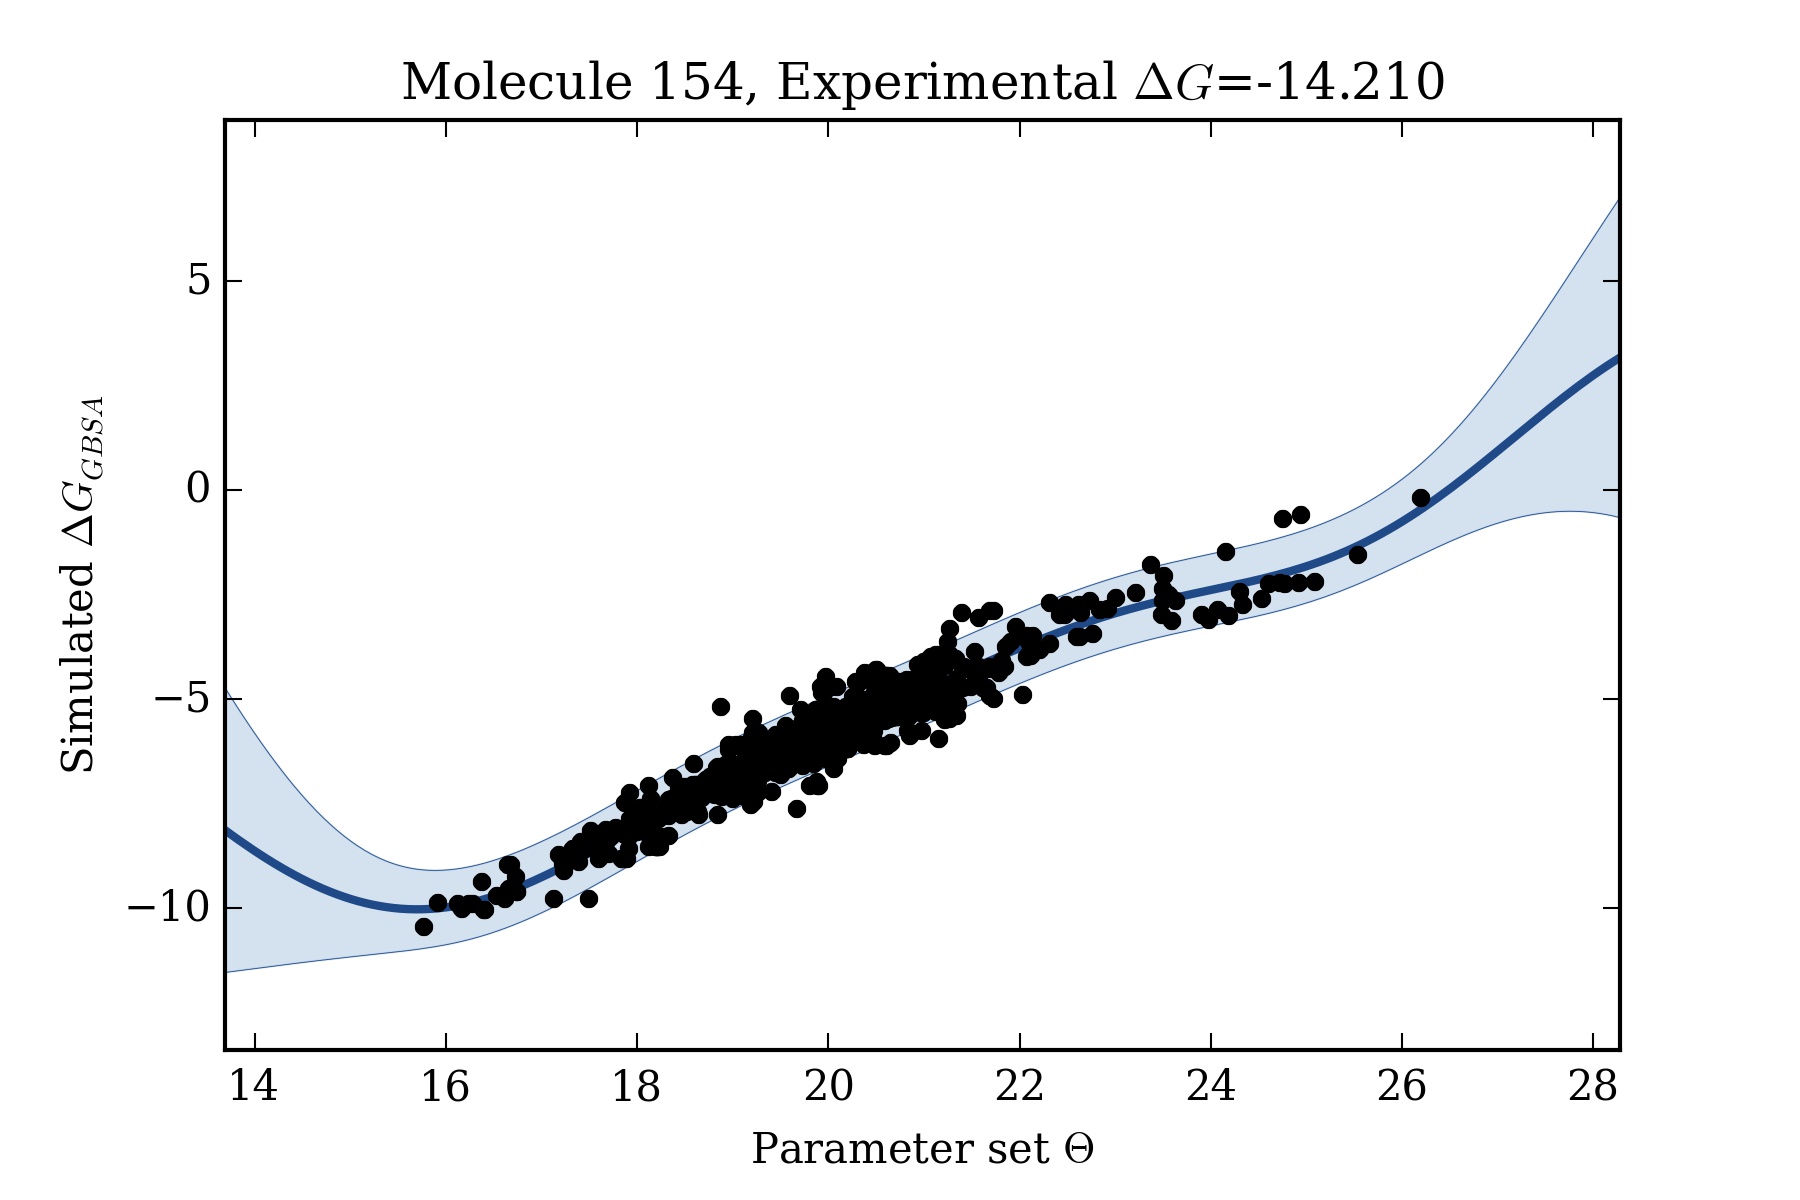 Molecule 154, Experimental ΔG=-14.210
Simulated ΔG_GBSA
5
0
−5
−10
14 16 18 20 22 24 26 28
Parameter set Θ